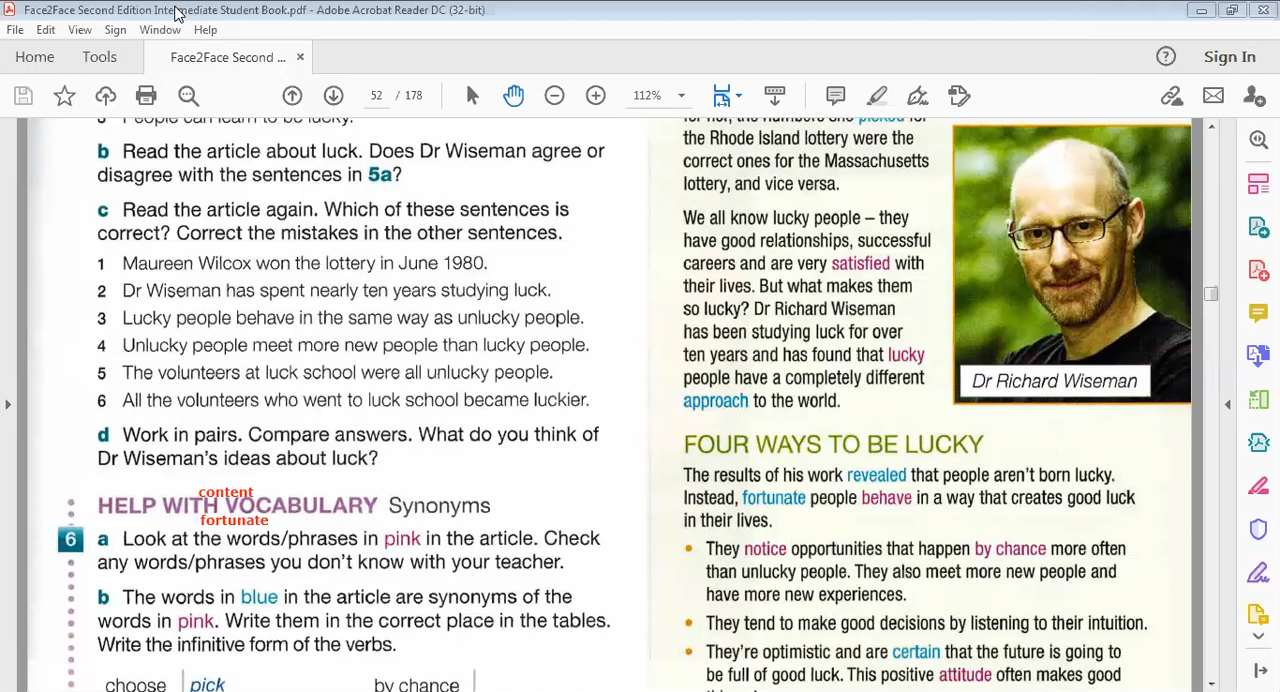 Face2Face Second Edition Intermediate Student Book.pdf - Adobe Acrobat Reader DC (32-bit)
File Edit View Sign Window Help
Home Tools Face2Face Second ... × Sign In
52 / 178 112%
People can learn to be lucky.
b Read the article about luck. Does Dr Wiseman agree or
disagree with the sentences in 5a?
c Read the article again. Which of these sentences is
correct? Correct the mistakes in the other sentences.
1 Maureen Wilcox won the lottery in June 1980.
2 Dr Wiseman has spent nearly ten years studying luck.
3 Lucky people behave in the same way as unlucky people.
4 Unlucky people meet more new people than lucky people.
5 The volunteers at luck school were all unlucky people.
6 All the volunteers who went to luck school became luckier.
d Work in pairs. Compare answers. What do you think of
Dr Wiseman's ideas about luck?
content
HELP WITH VOCABULARY Synonyms
fortunate
6 a Look at the words/phrases in pink in the article. Check
any words/phrases you don't know with your teacher.
b The words in blue in the article are synonyms of the
words in pink. Write them in the correct place in the tables.
Write the infinitive form of the verbs.
choose pick by chance
for her, the numbers she picked for
the Rhode Island lottery were the
correct ones for the Massachusetts
lottery, and vice versa.
We all know lucky people – they
have good relationships, successful
careers and are very satisfied with
their lives. But what makes them
so lucky? Dr Richard Wiseman
has been studying luck for over
ten years and has found that lucky
people have a completely different
approach to the world.
Dr Richard Wiseman
FOUR WAYS TO BE LUCKY
The results of his work revealed that people aren't born lucky.
Instead, fortunate people behave in a way that creates good luck
in their lives.
• They notice opportunities that happen by chance more often
than unlucky people. They also meet more new people and
have more new experiences.
• They tend to make good decisions by listening to their intuition.
• They're optimistic and are certain that the future is going to
be full of good luck. This positive attitude often makes good